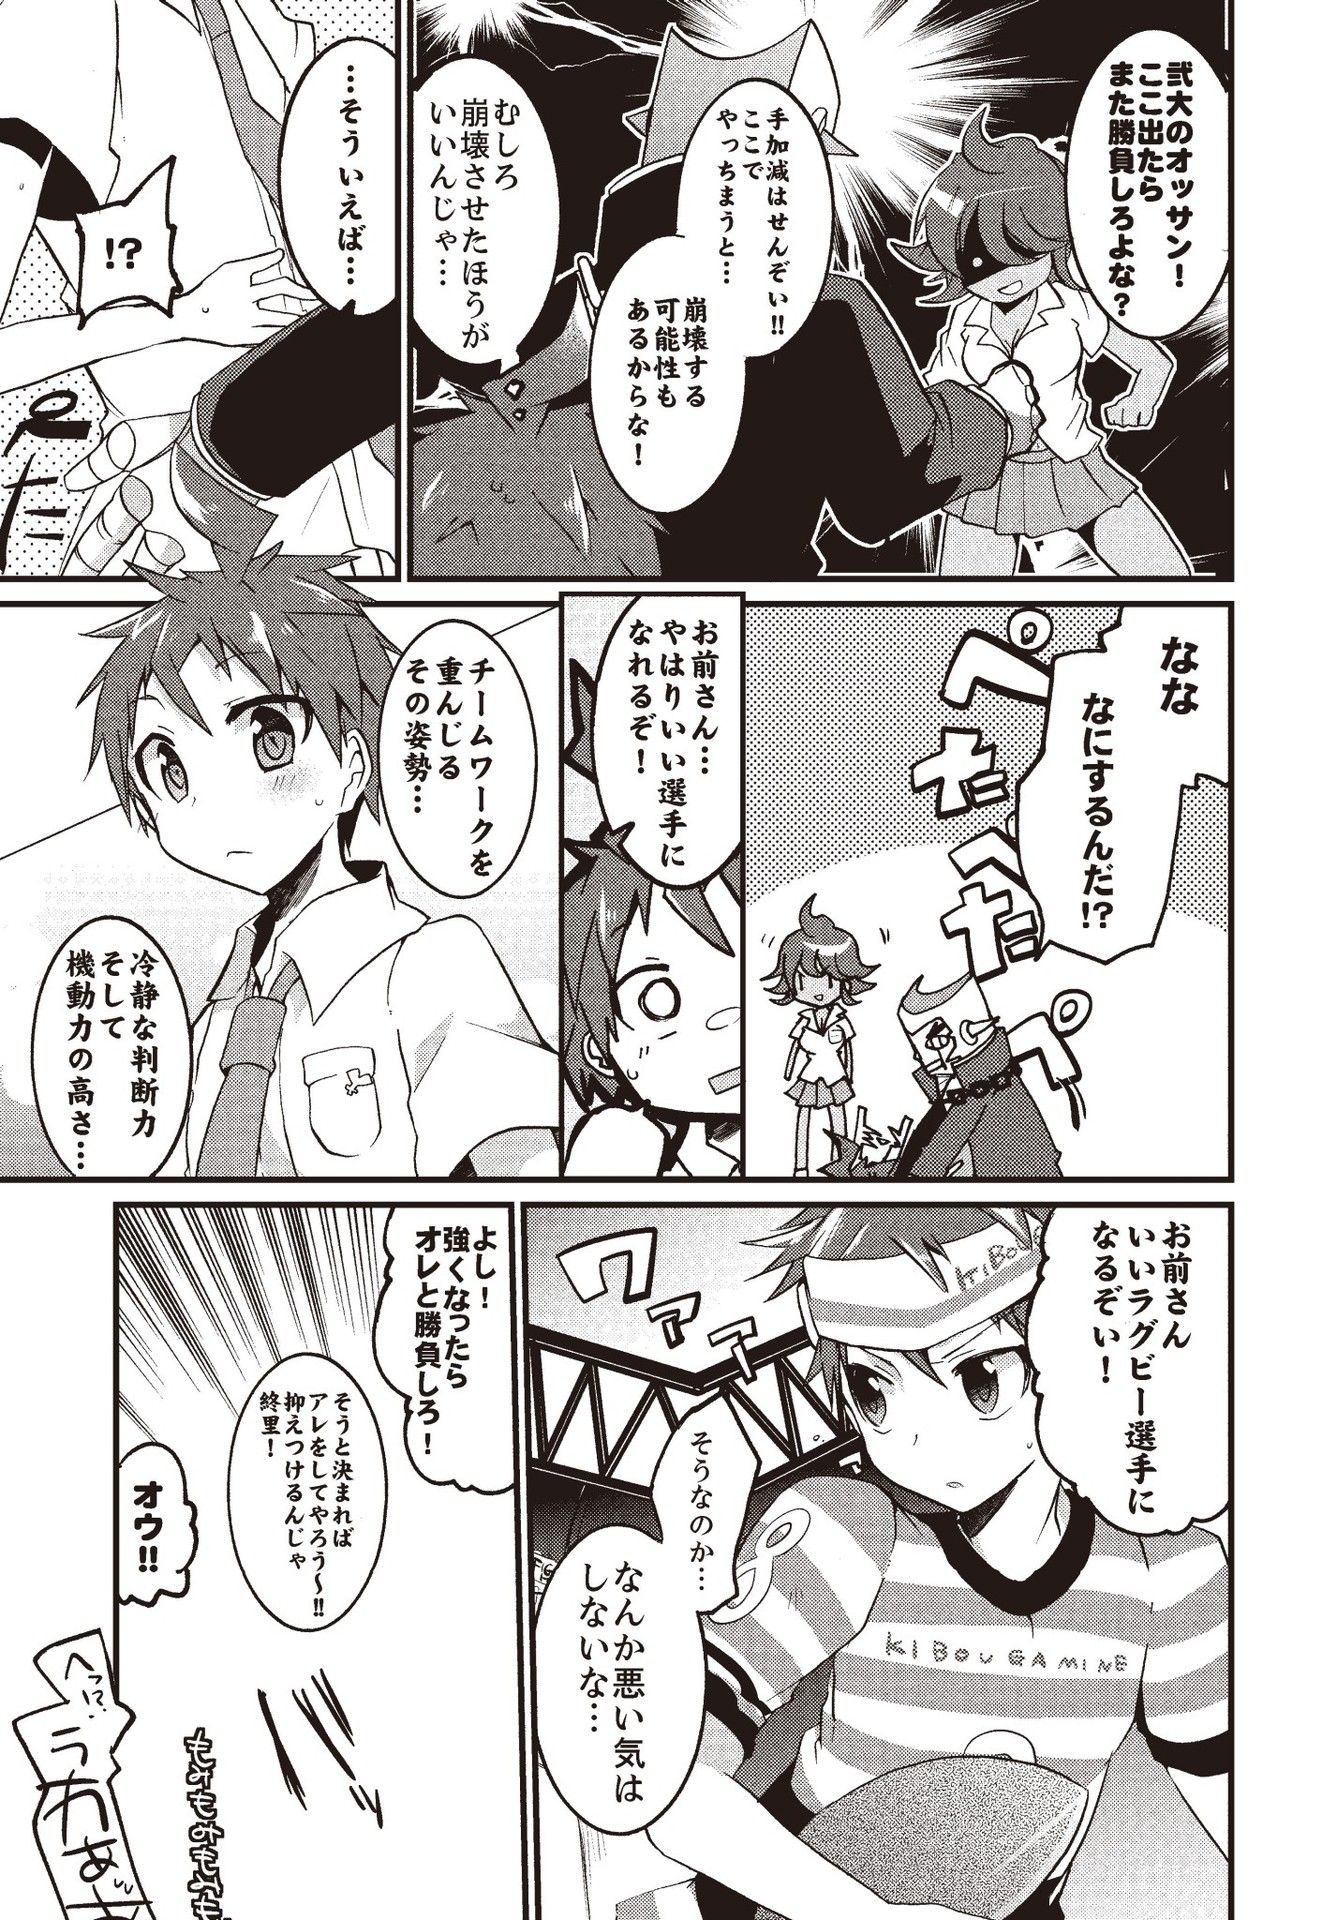 弐大のオッサン！
ここ出たら
また勝負しろよな？
手加減はせんぞい!!
ここで
やっちまうと…
崩壊する
可能性も
あるからな！
むしろ
崩壊させたほうが
いいんじゃ…
…そういえば…
!?
ぺた
なな
なにするんだ!?
ペた
ぺた
ペ
お前さん…
やはりいい選手に
なれるぞ！
チームワークを
重んじる
その姿勢…
冷静な判断力
そして
機動力の高さ…
お前さん
いいラグビー選手に
なるぞい！
KIBOU
ワァァァ
そうなのか…
なんか悪い気は
しないな…
KIBOUGAMINE
よし！
強くなったら
オレと勝負しろ！
そうと決まれば
アレをしてやろう〜!!
抑えつけるんじゃ
終里！
オウ!!
へっ!?
うわぁあ
もみもみもみも